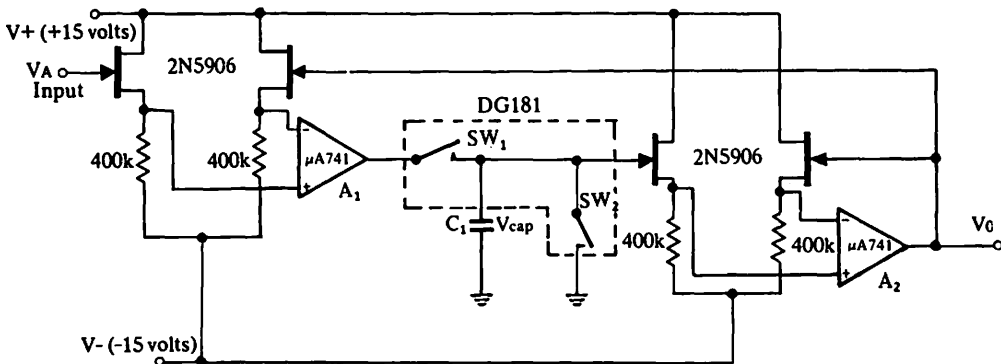 V+ (+15 volts)
VA
Input
2N5906
400k
400k
-
μA741
+
A1
DG181
SW1
C1
Vcap
SW2
2N5906
400k
400k
-
μA741
+
A2
V0
V- (-15 volts)